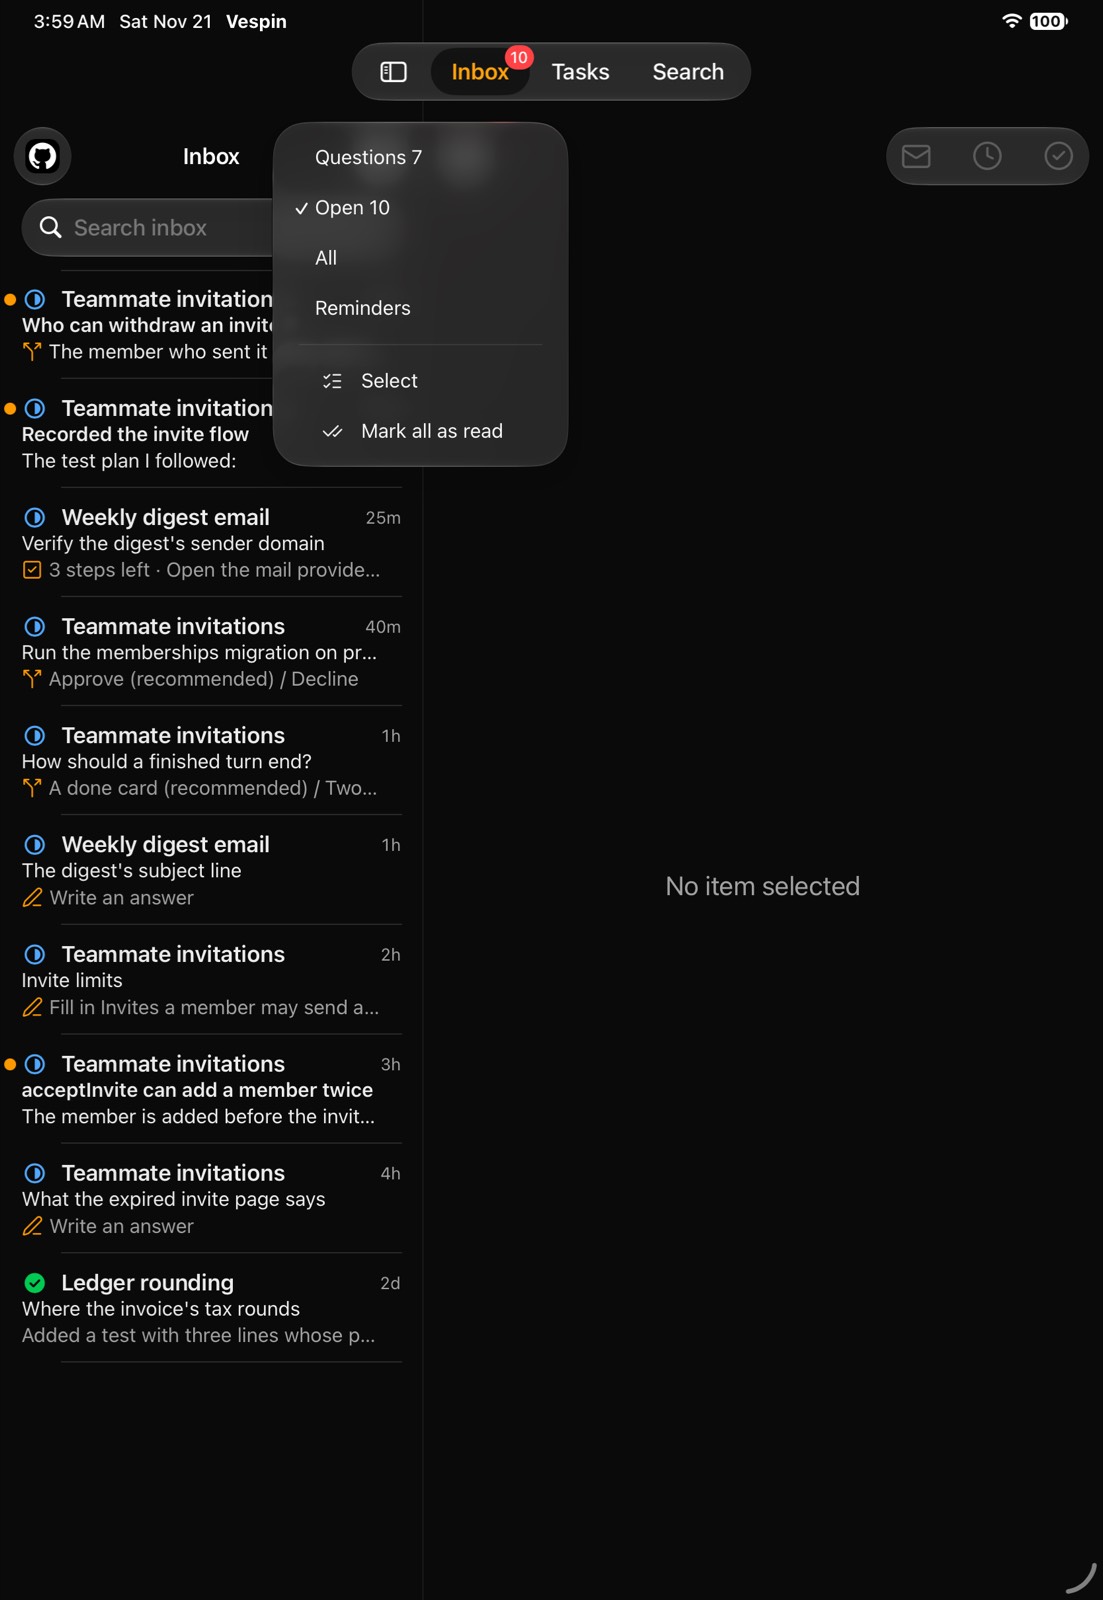 3:59 AM Sat Nov 21 Vespin
100
Inbox 10 Tasks Search
Inbox
Search inbox
Questions 7
Open 10
All
Reminders
Select
Mark all as read
Teammate invitation
Who can withdraw an invit
The member who sent it
Teammate invitation
Recorded the invite flow
The test plan I followed:
Weekly digest email 25m
Verify the digest's sender domain
3 steps left · Open the mail provide...
Teammate invitations 40m
Run the memberships migration on pr...
Approve (recommended) / Decline
Teammate invitations 1h
How should a finished turn end?
A done card (recommended) / Two...
Weekly digest email 1h
The digest's subject line
Write an answer
Teammate invitations 2h
Invite limits
Fill in Invites a member may send a...
Teammate invitations 3h
acceptInvite can add a member twice
The member is added before the invit...
Teammate invitations 4h
What the expired invite page says
Write an answer
Ledger rounding 2d
Where the invoice's tax rounds
Added a test with three lines whose p...
No item selected